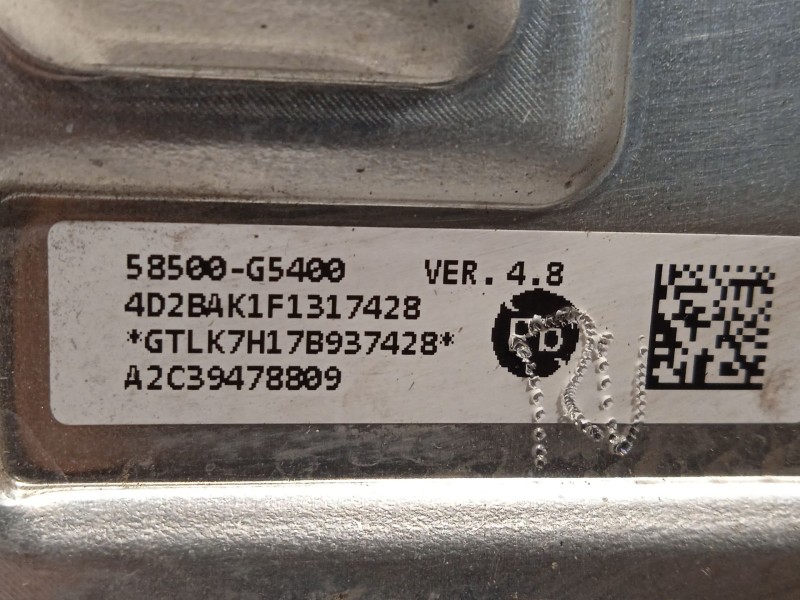 58500-G5400 VER. 4.8
4D2BAK1F1317428
*GTLK7H17B937428*
A2C39478809